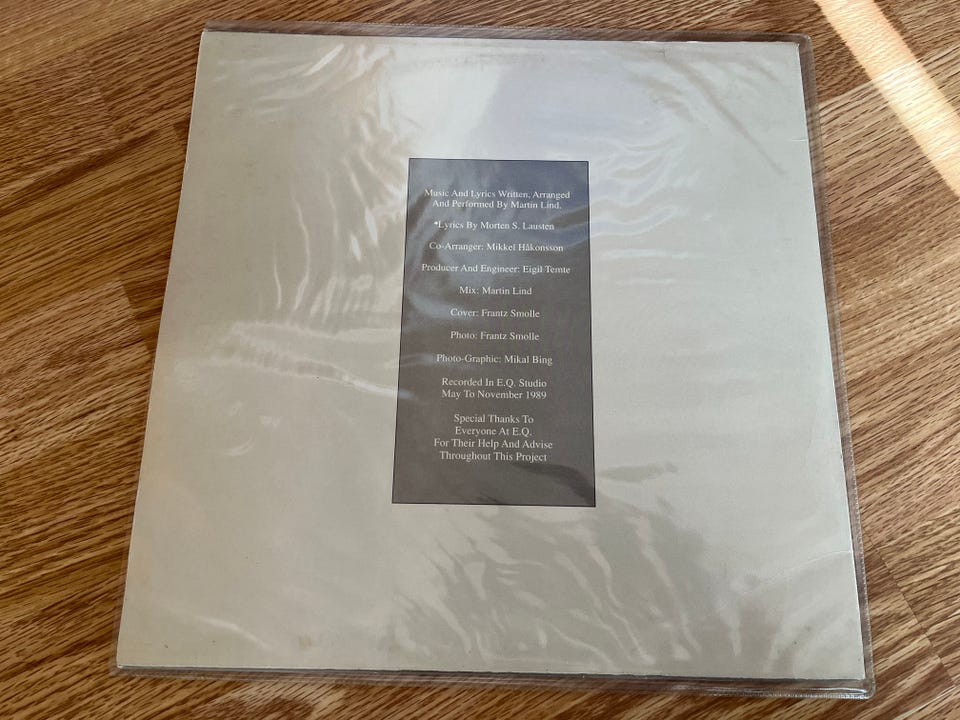 Music And Lyrics Written, Arranged
And Performed By Martin Lind.
*Lyrics By Morten S. Lausten
Co-Arranger: Mikkel Håkonsson
Producer And Engineer: Eigil Temte
Mix: Martin Lind
Cover: Frantz Smolle
Photo: Frantz Smolle
Photo-Graphic: Mikal Bing
Recorded In E.Q. Studio
May To November 1989
Special Thanks To
Everyone At E.Q.
For Their Help And Advise
Throughout This Project